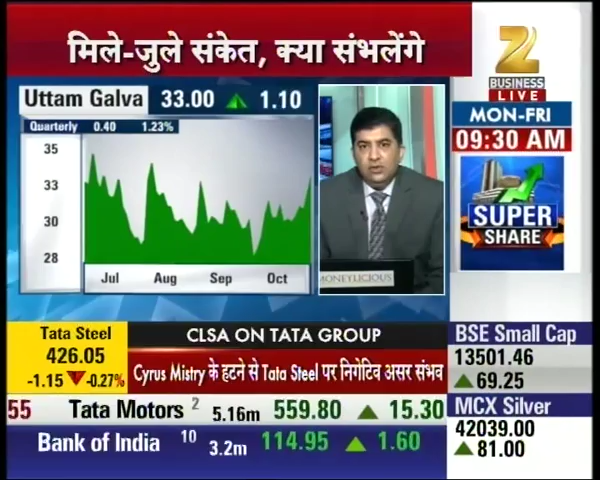 मिले-जुले संकेत, क्या संभलेंगे
Z
BUSINESS
LIVE
Uttam Galva 33.00 1.10
Quarterly 0.40 1.23%
35
33
30
28
Jul Aug Sep Oct
MONEYLICIOUS
MON-FRI
09:30 AM
SUPER
SHARE
Tata Steel
426.05
-1.15 -0.27%
CLSA ON TATA GROUP
Cyrus Mistry के हटने से Tata Steel पर निगेटिव असर संभव
BSE Small Cap
13501.46
69.25
55 Tata Motors 2 5.16m 559.80 15.30
Bank of India 10 3.2m 114.95 1.60
MCX Silver
42039.00
81.00